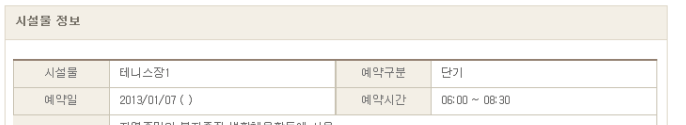 시설물 정보
시설물 테니스장1 예약구분 단기
예약일 2013/01/07 ( ) 예약시간 06:00 ~ 08:30